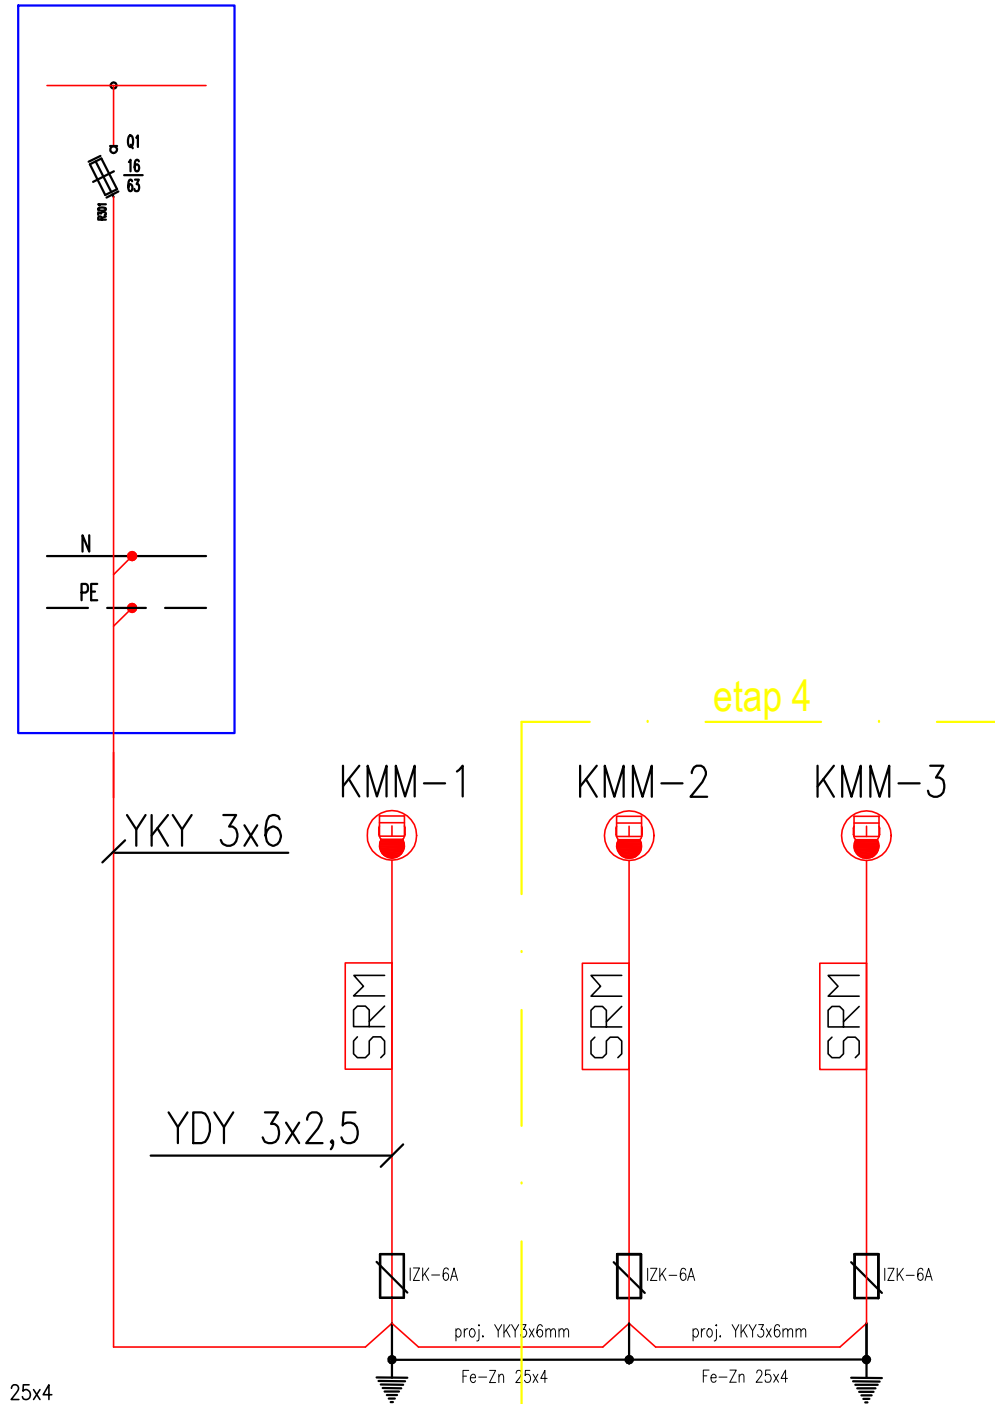 Q1
16
63
R301
N
PE
etap 4
KMM-1
KMM-2
KMM-3
YKY 3x6
SRM
SRM
SRM
YDY 3x2,5
IZK-6A
IZK-6A
IZK-6A
proj. YKY3x6mm
proj. YKY3x6mm
Fe-Zn 25x4
Fe-Zn 25x4
25x4